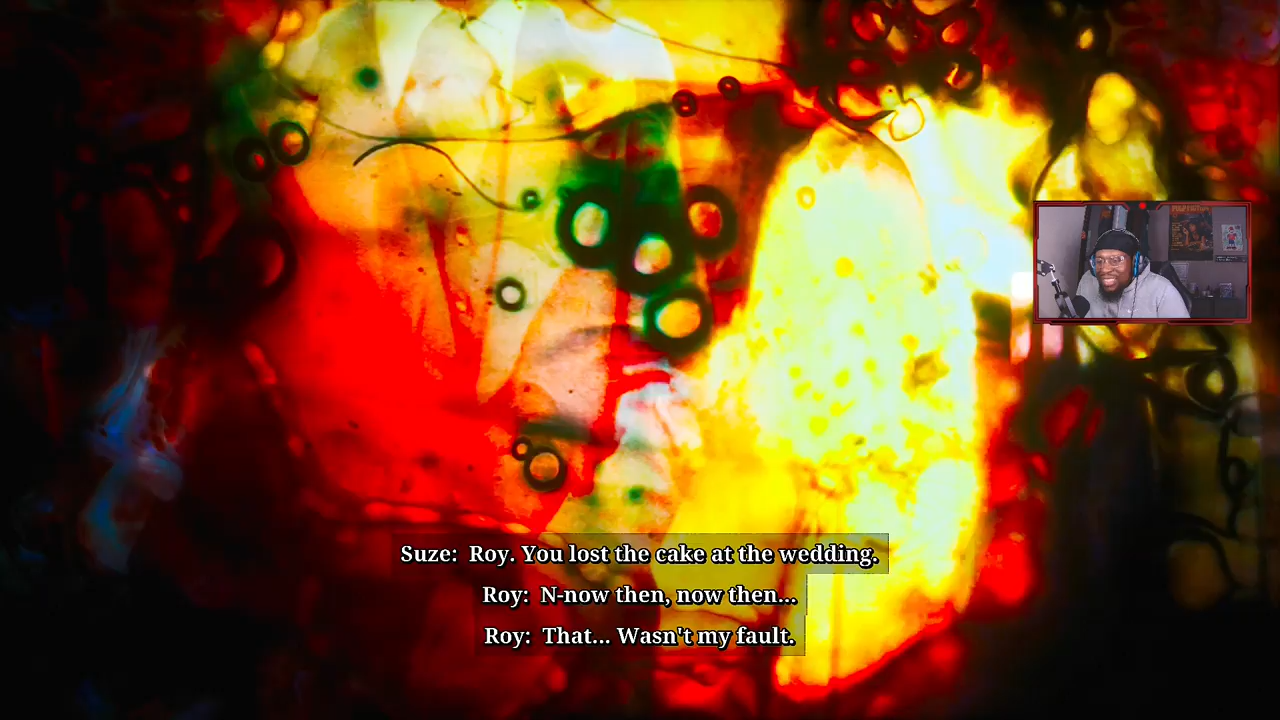 Suze:  Roy. You lost the cake at the wedding.
Roy:  N-now then, now then...
Roy:  That... Wasn't my fault.